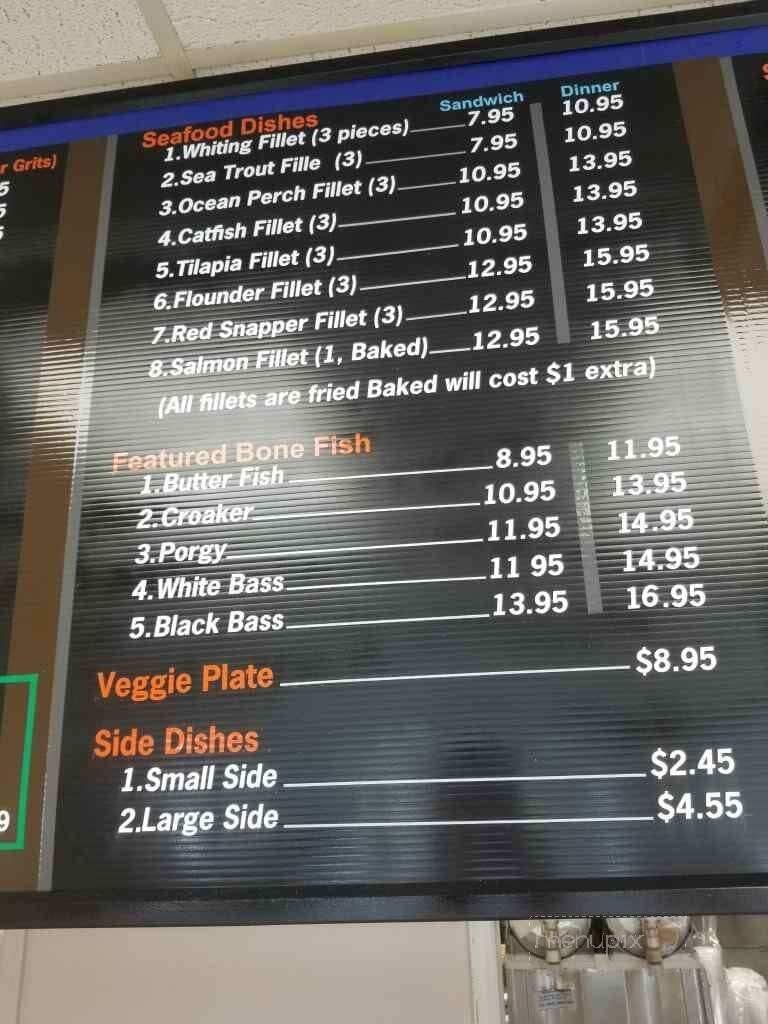 r Grits)
5
5
5
9
Sandwich Dinner
Seafood Dishes
1.Whiting Fillet (3 pieces) 7.95 10.95
2.Sea Trout Fille (3) 7.95 10.95
3.Ocean Perch Fillet (3) 10.95 13.95
4.Catfish Fillet (3) 10.95 13.95
5.Tilapia Fillet (3) 10.95 13.95
6.Flounder Fillet (3) 12.95 15.95
7.Red Snapper Fillet (3) 12.95 15.95
8.Salmon Fillet (1, Baked) 12.95 15.95
(All fillets are fried Baked will cost $1 extra)
Featured Bone Fish
1.Butter Fish 8.95 11.95
2.Croaker 10.95 13.95
3.Porgy 11.95 14.95
4.White Bass 11 95 14.95
5.Black Bass 13.95 16.95
Veggie Plate $8.95
Side Dishes
1.Small Side $2.45
2.Large Side $4.55
menupix